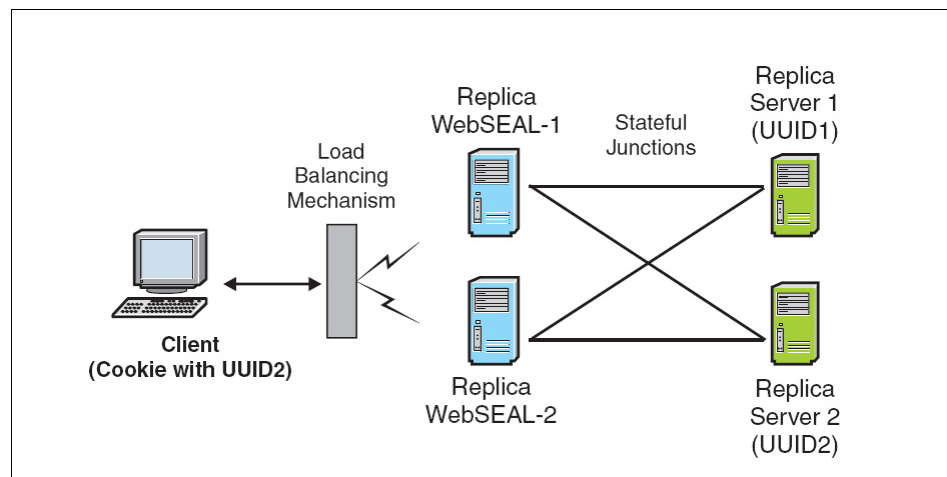 Replica
WebSEAL-1
Stateful
Junctions
Replica
Server 1
(UUID1)
Load
Balancing
Mechanism
Client
(Cookie with UUID2)
Replica
WebSEAL-2
Replica
Server 2
(UUID2)